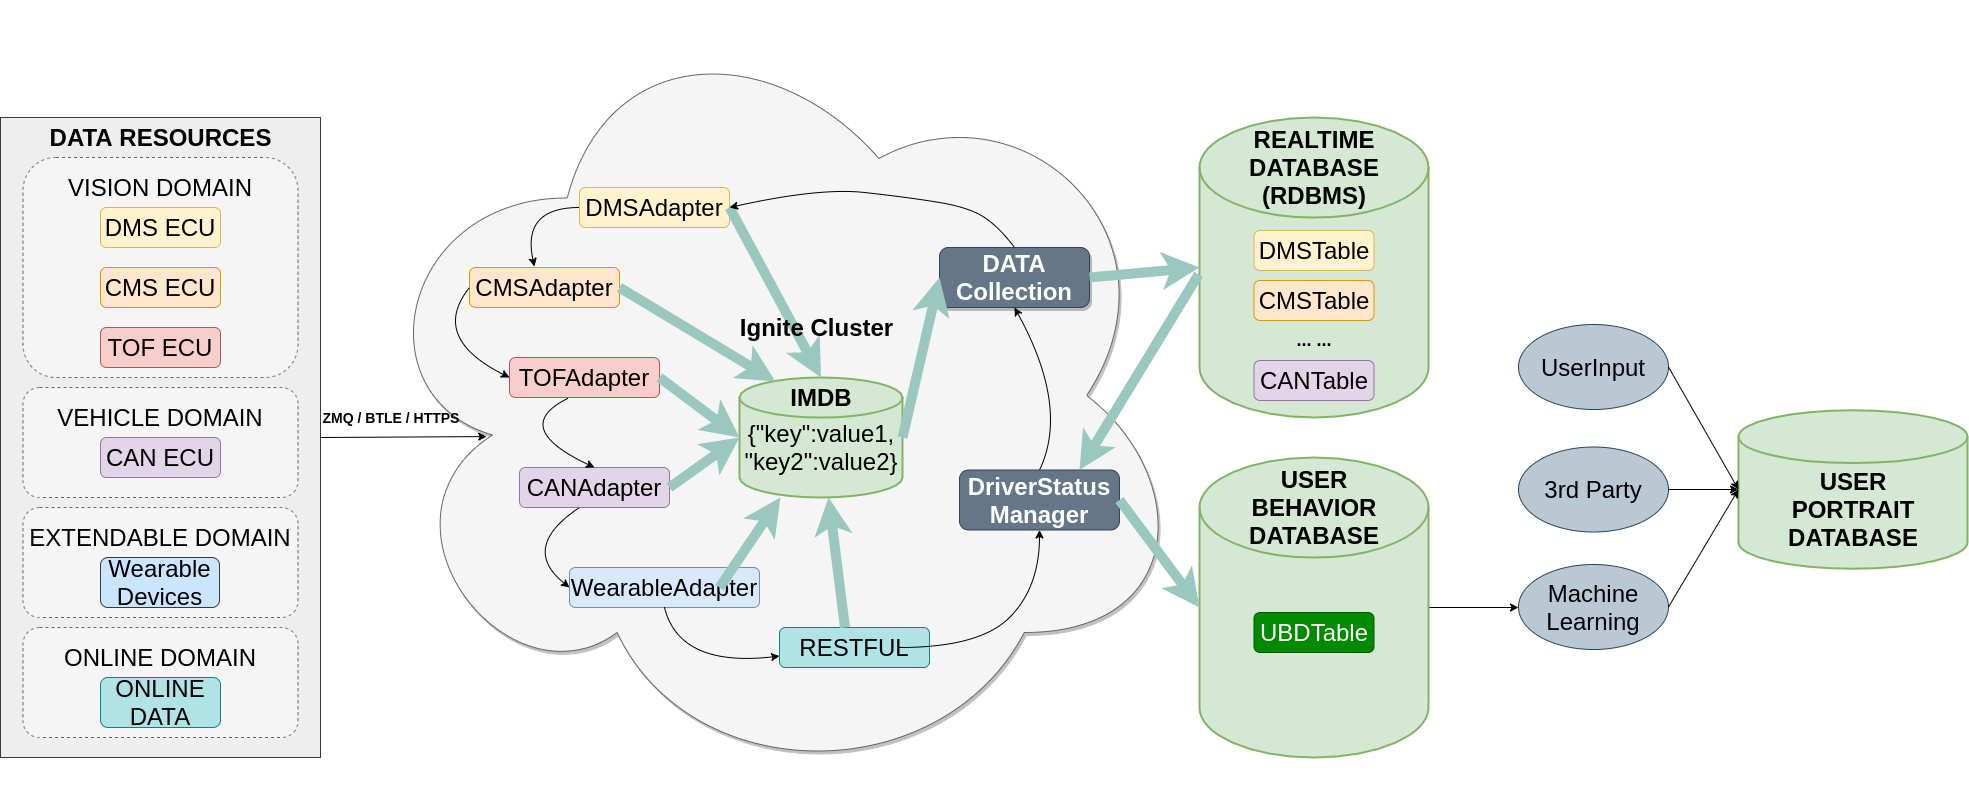 DATA RESOURCES
VISION DOMAIN
DMS ECU
CMS ECU
TOF ECU
VEHICLE DOMAIN
CAN ECU
EXTENDABLE DOMAIN
Wearable
Devices
ONLINE DOMAIN
ONLINE
DATA
ZMQ / BTLE / HTTPS
DMSAdapter
CMSAdapter
TOFAdapter
CANAdapter
WearableAdapter
RESTFUL
Ignite Cluster
IMDB
{"key":value1,
"key2":value2}
DATA
Collection
DriverStatus
Manager
REALTIME
DATABASE
(RDBMS)
DMSTable
CMSTable
... ...
CANTable
USER
BEHAVIOR
DATABASE
UBDTable
UserInput
3rd Party
Machine
Learning
USER
PORTRAIT
DATABASE